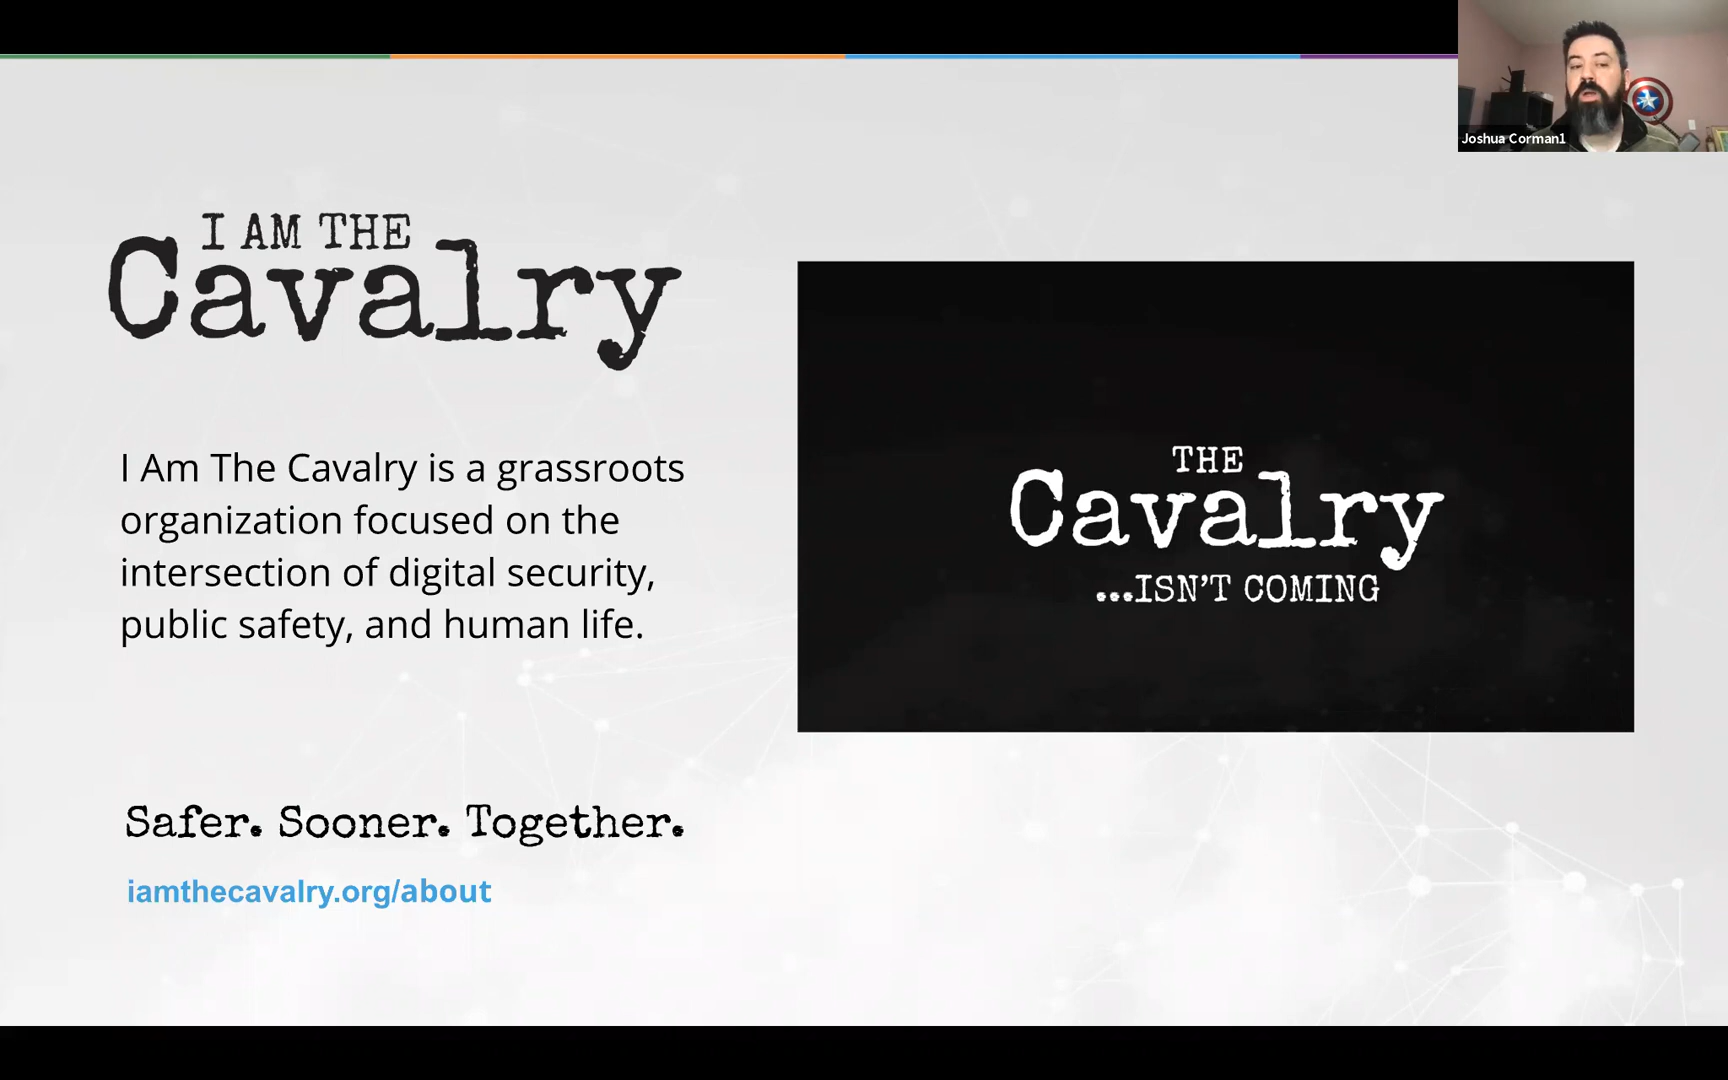 Joshua Corman1
I AM THE
Cavalry
I Am The Cavalry is a grassroots
organization focused on the
intersection of digital security,
public safety, and human life.
Safer. Sooner. Together.
iamthecavalry.org/about
THE
Cavalry
...ISN'T COMING